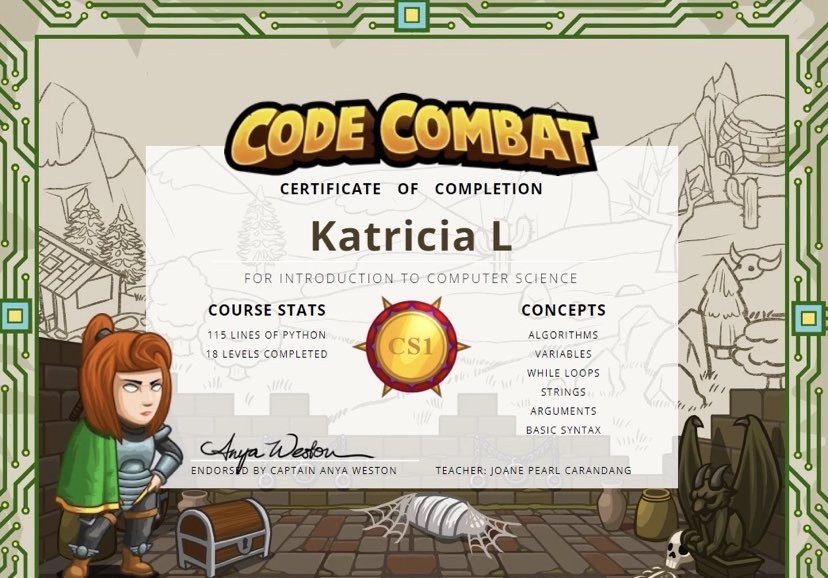 CODE COMBAT
CERTIFICATE OF COMPLETION
Katricia L
FOR INTRODUCTION TO COMPUTER SCIENCE
COURSE STATS
115 LINES OF PYTHON
18 LEVELS COMPLETED
CS1
CONCEPTS
ALGORITHMS
VARIABLES
WHILE LOOPS
STRINGS
ARGUMENTS
BASIC SYNTAX
Anya Weston
ENDORSED BY CAPTAIN ANYA WESTON
TEACHER: JOANE PEARL CARANDANG